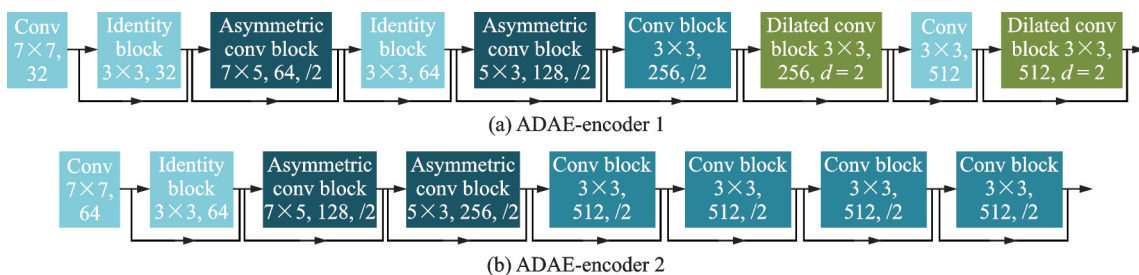 Conv
7×7,
32
Identity
block
3×3, 32
Asymmetric
conv block
7×5, 64, /2
Identity
block
3×3, 64
Asymmetric
conv block
5×3, 128, /2
Conv block
3×3,
256, /2
Dilated conv
block 3×3,
256, d = 2
Conv
3×3,
512
Dilated conv
block 3×3,
512, d = 2
(a) ADAE-encoder 1
Conv
7×7,
64
Identity
block
3×3, 64
Asymmetric
conv block
7×5, 128, /2
Asymmetric
conv block
5×3, 256, /2
Conv block
3×3,
512, /2
Conv block
3×3,
512, /2
Conv block
3×3,
512, /2
Conv block
3×3,
512, /2
(b) ADAE-encoder 2